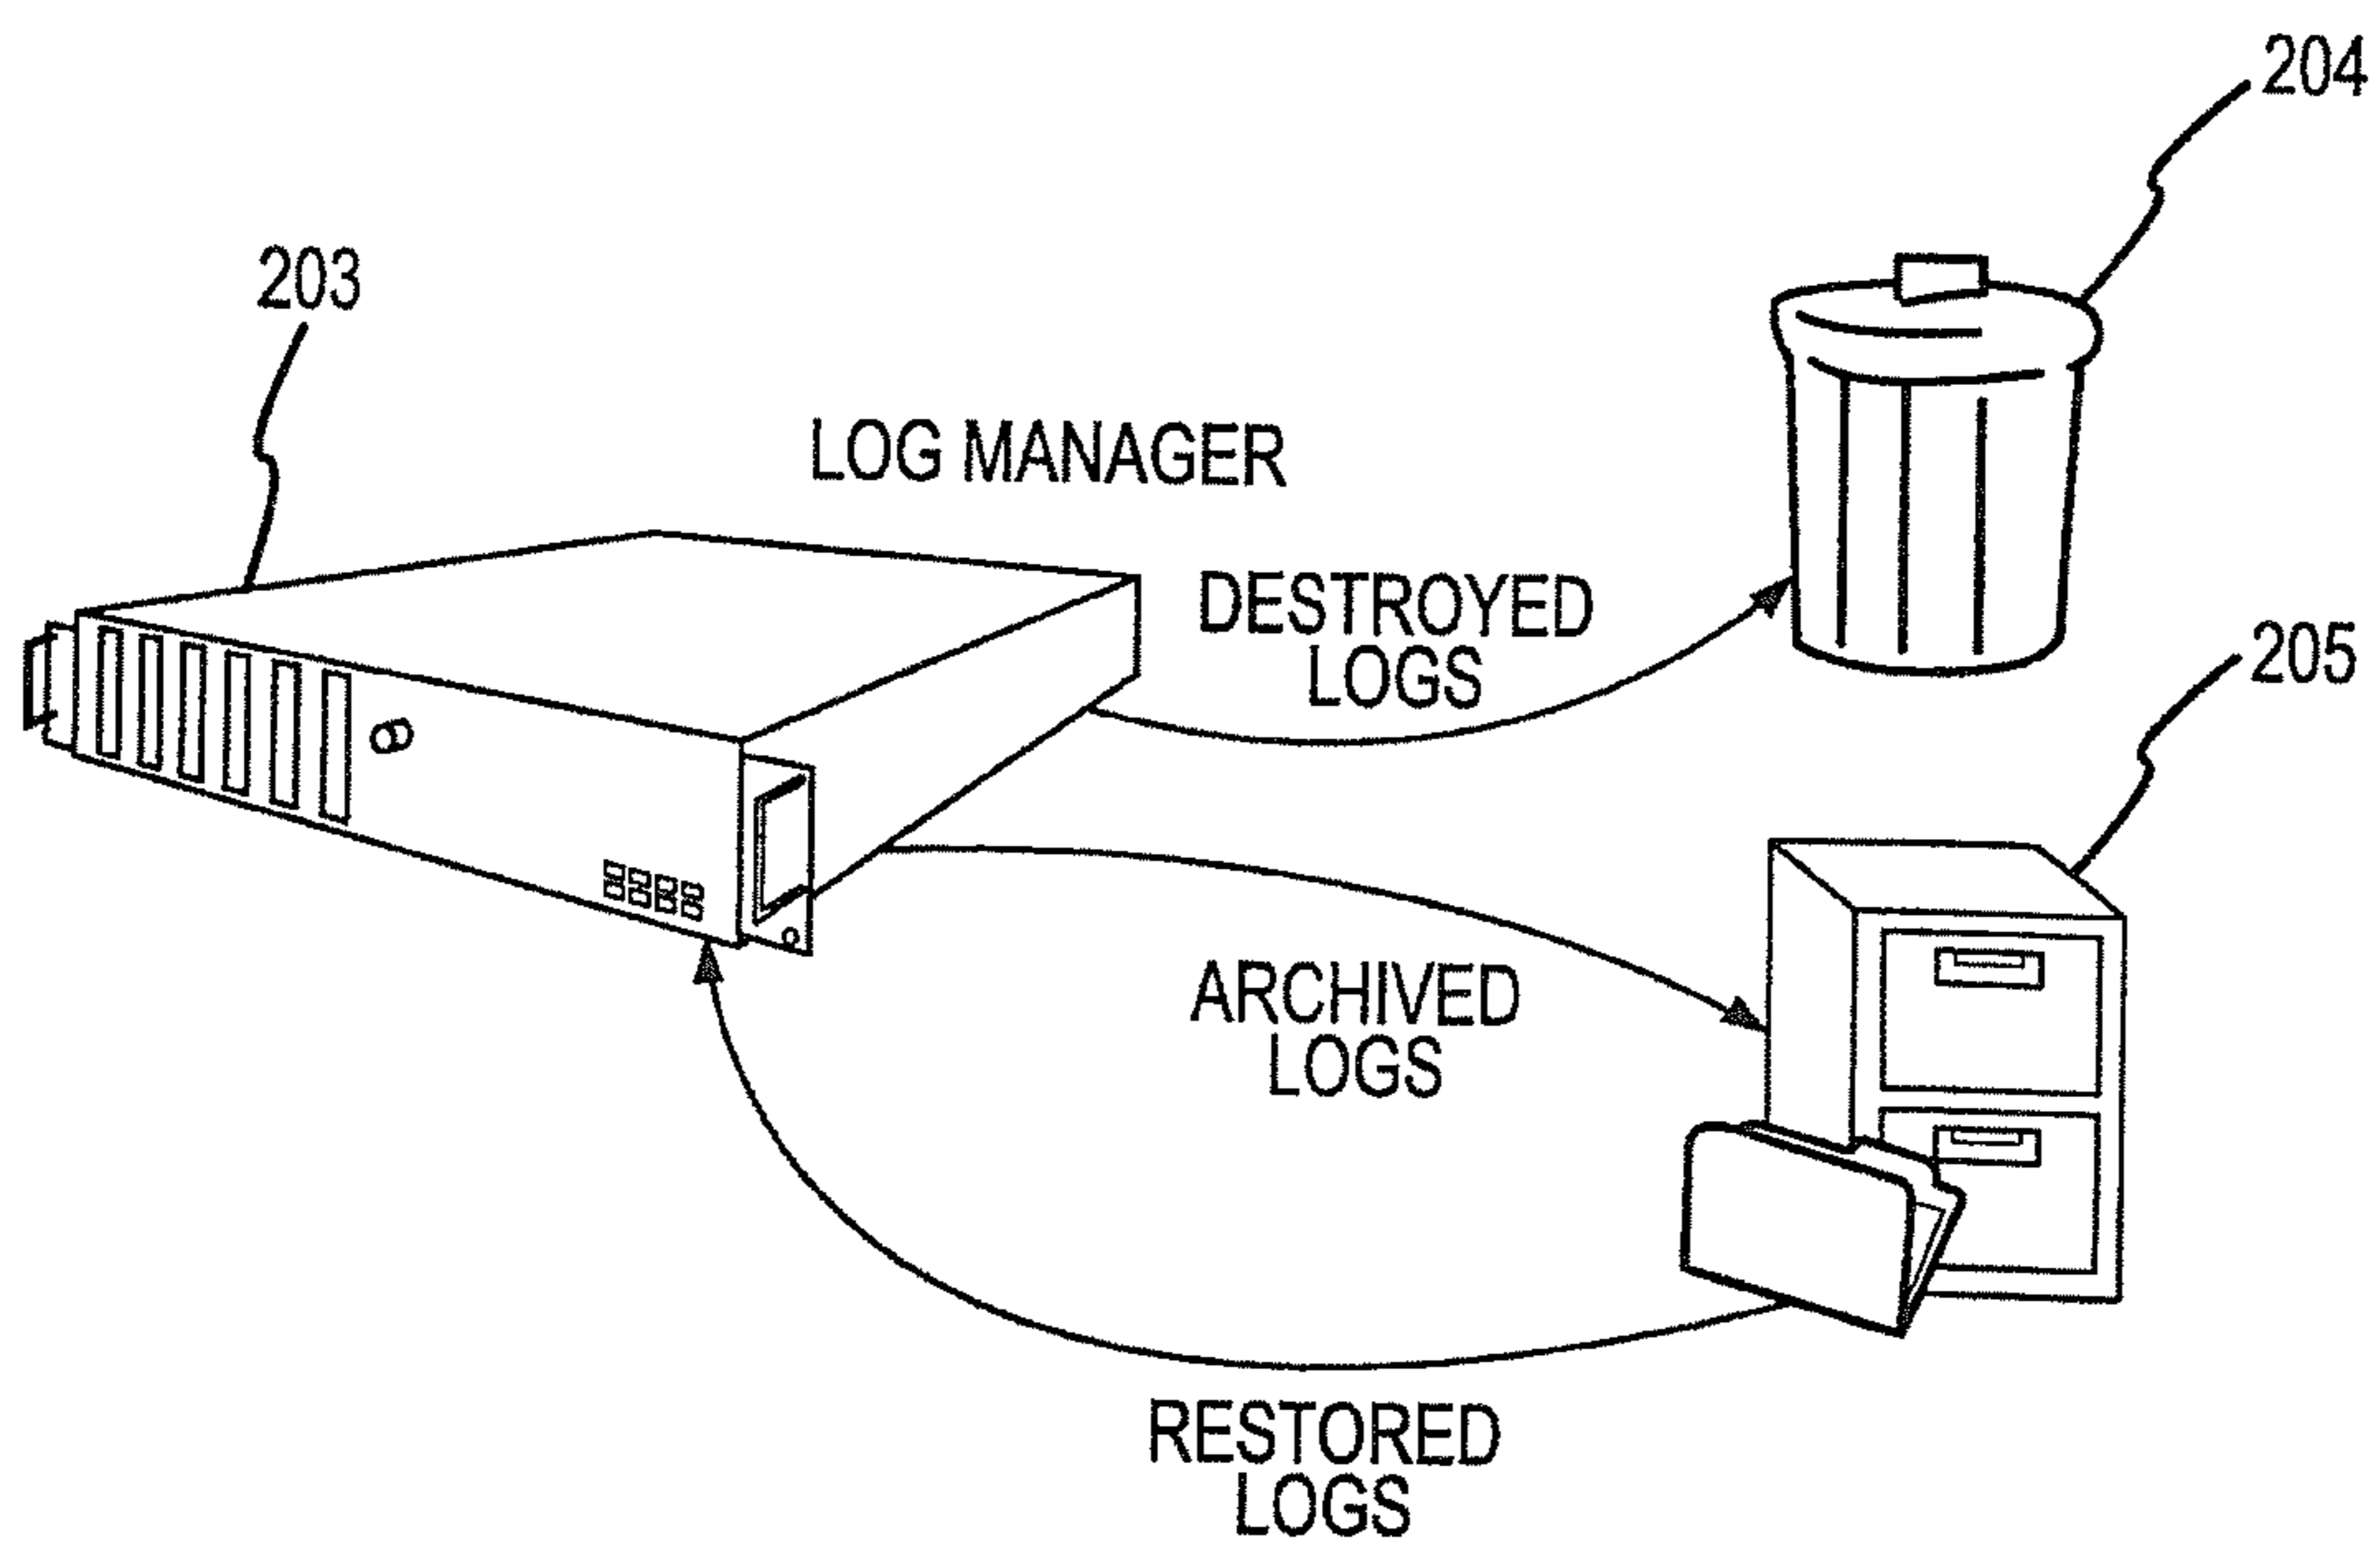 204
203
LOG MANAGER
DESTROYED
LOGS
205
ARCHIVED
LOGS
RESTORED
LOGS